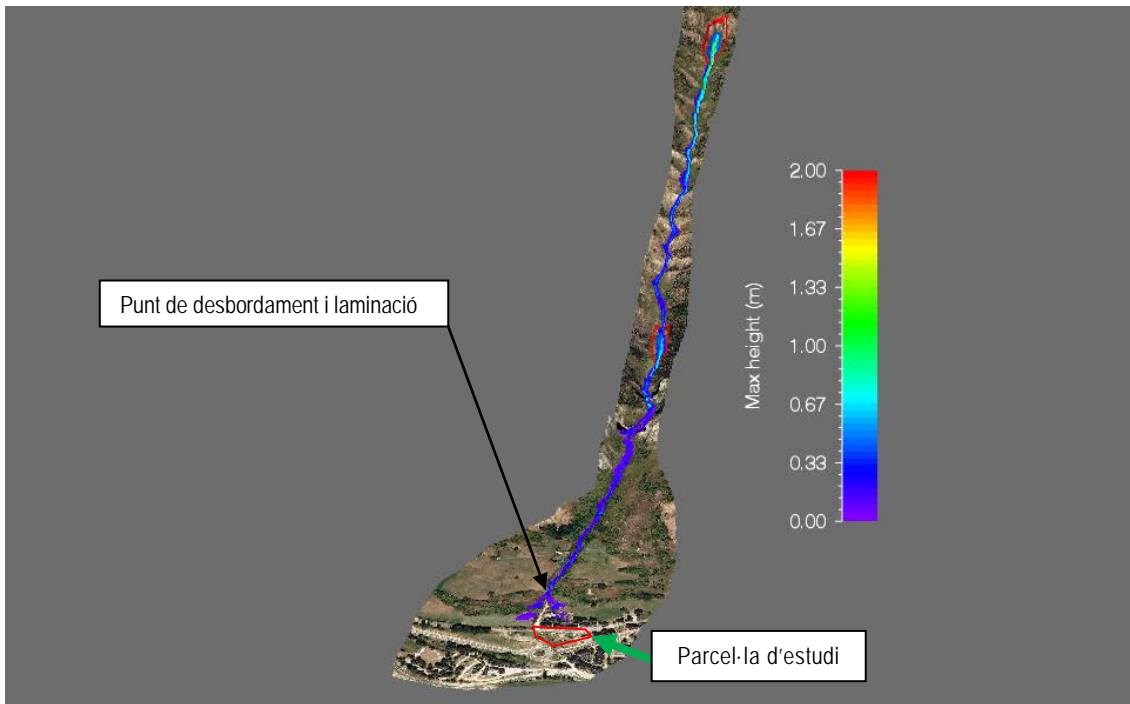 Punt de desbordament i laminació
2.00
1.67
1.33
1.00
0.67
0.33
0.00
Max height (m)
Parcel·la d'estudi